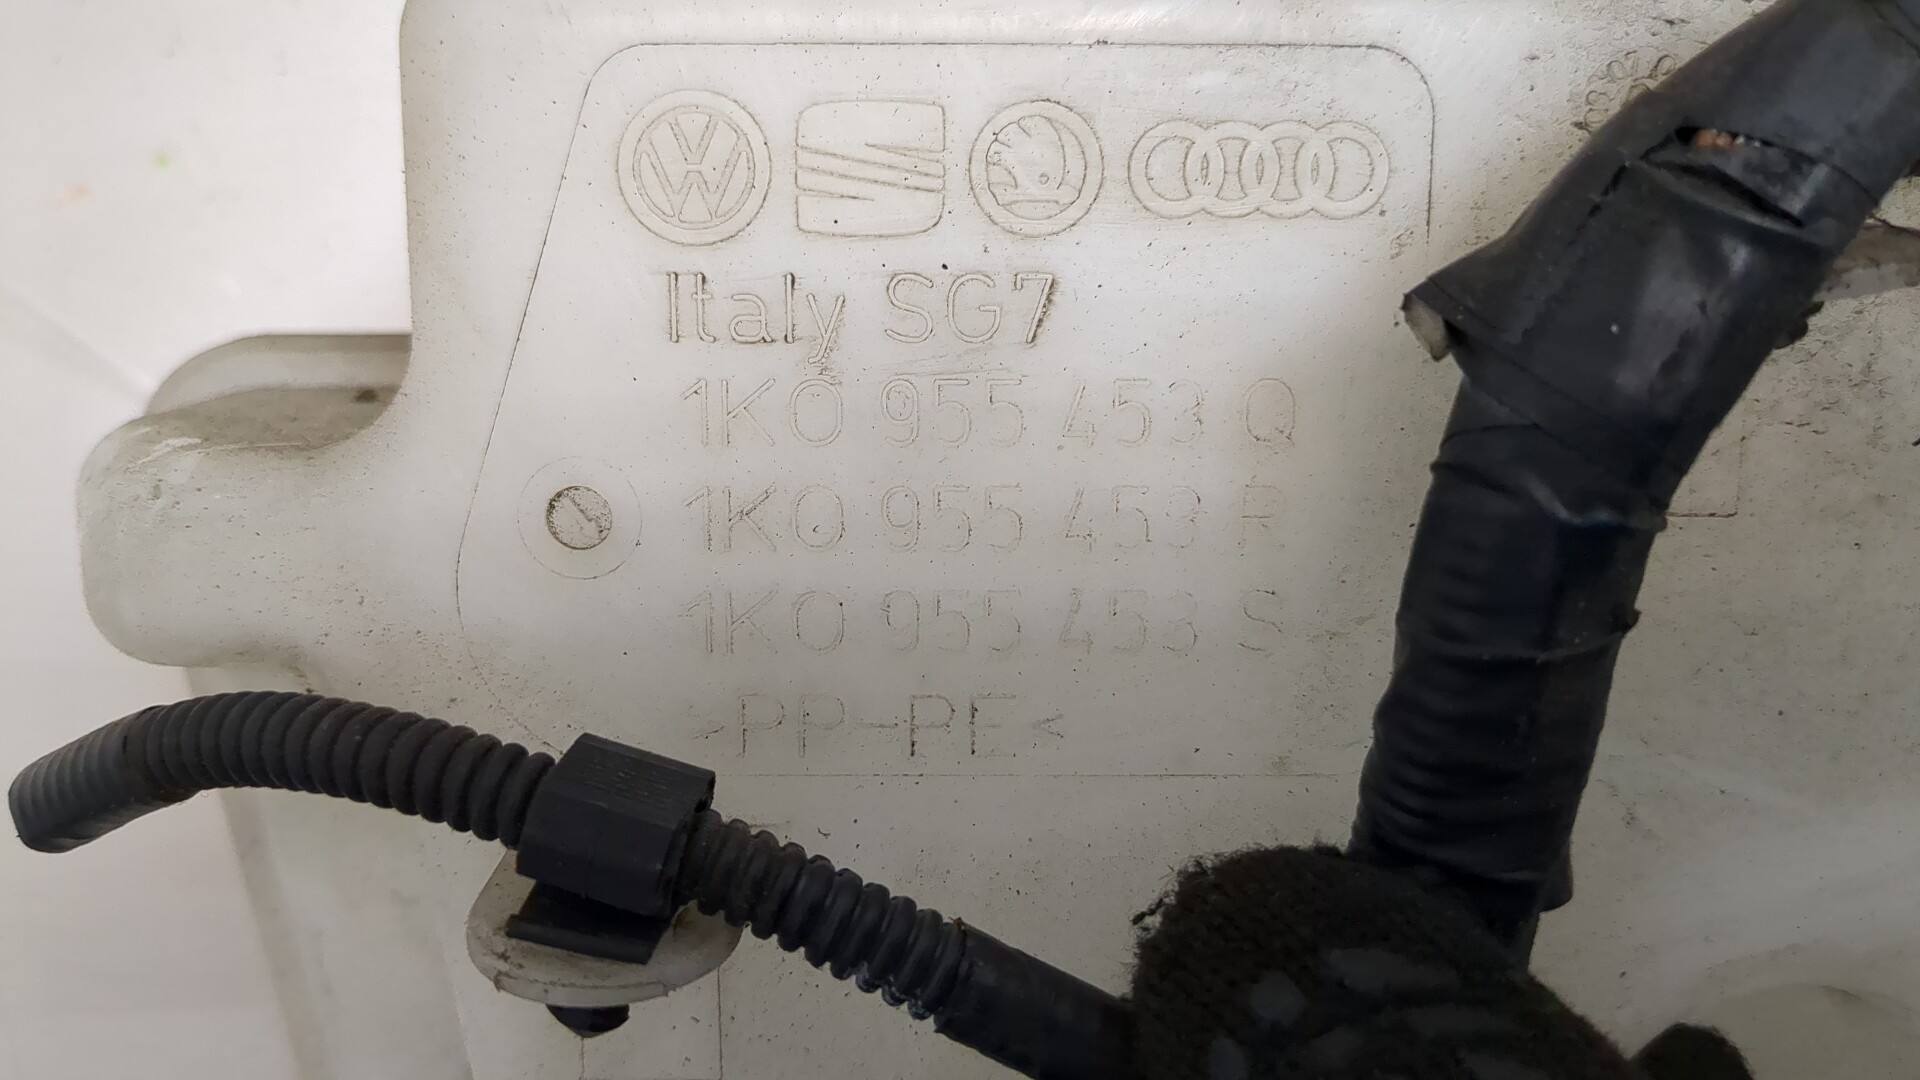 Italy SG7
1K0 955 453 Q
1K0 955 453 R
1K0 955 453 S
>PP-PE<